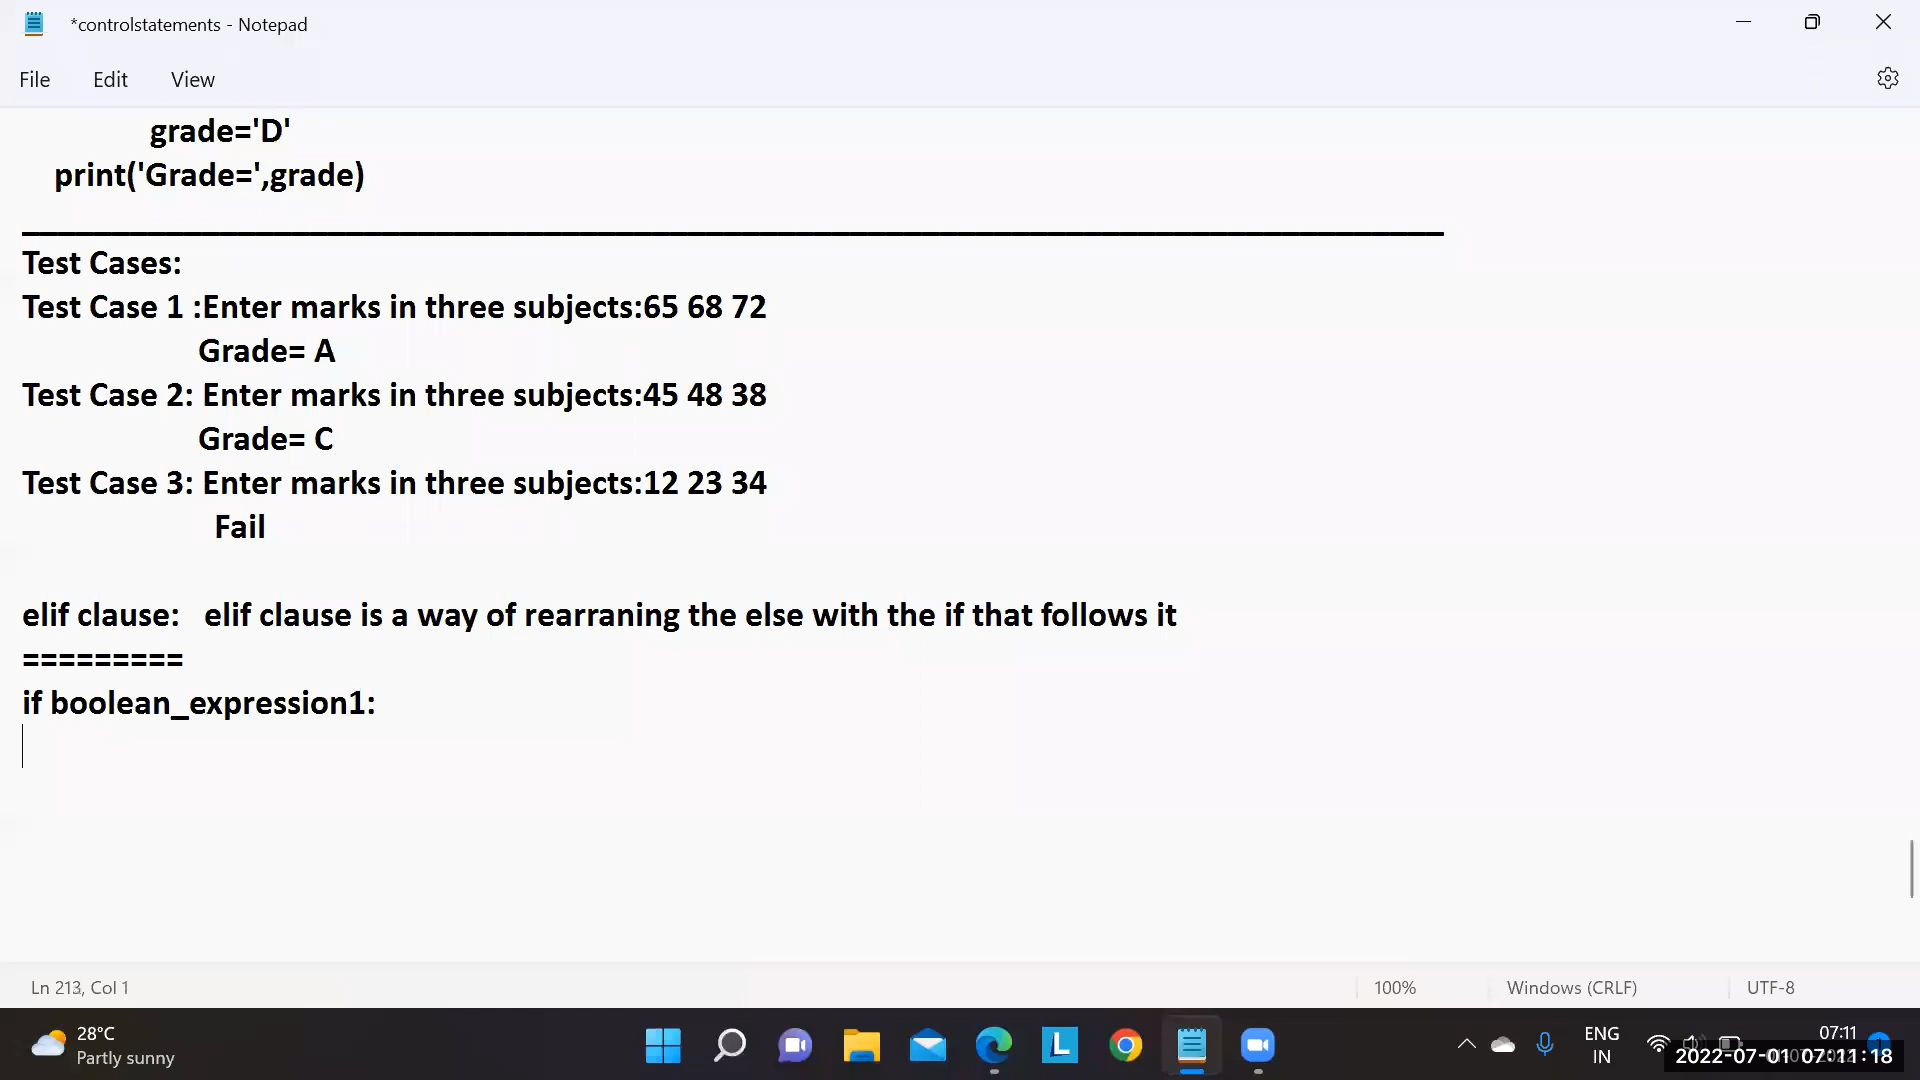 *controlstatements - Notepad
File Edit View
grade='D'
print('Grade=',grade)
Test Cases:
Test Case 1 :Enter marks in three subjects:65 68 72
Grade= A
Test Case 2: Enter marks in three subjects:45 48 38
Grade= C
Test Case 3: Enter marks in three subjects:12 23 34
Fail
elif clause: elif clause is a way of rearraning the else with the if that follows it
=========
if boolean_expression1:
Ln 213, Col 1 100% Windows (CRLF) UTF-8
28°C
Partly sunny
L
ENG
IN
07:11
2022-07-01 07:11:18